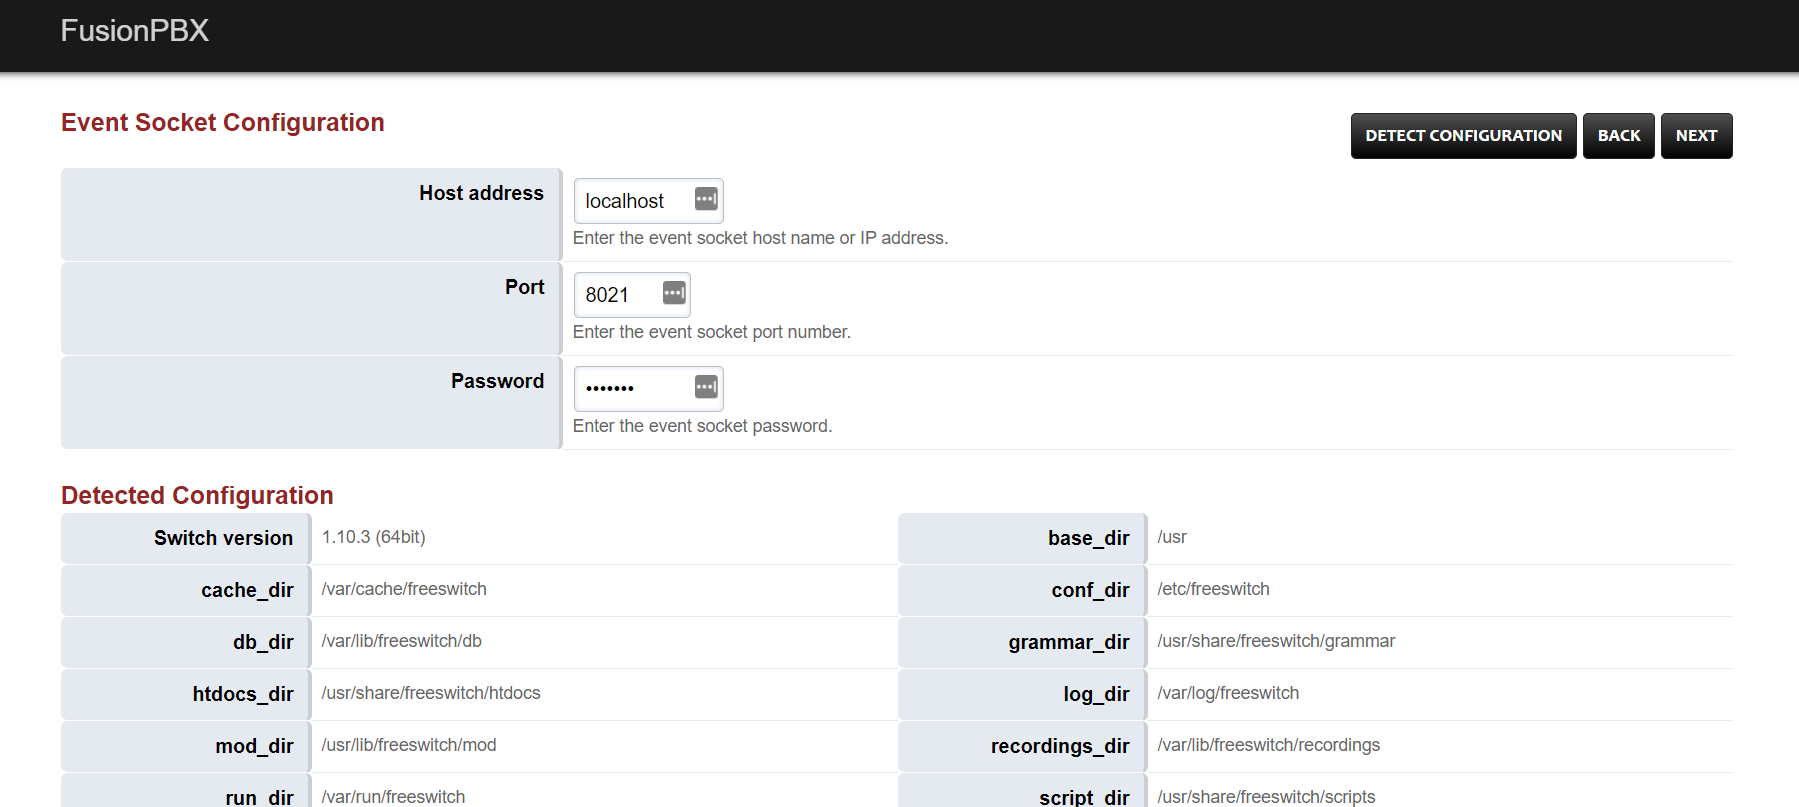 FusionPBX
Event Socket Configuration
DETECT CONFIGURATION BACK NEXT
Host address localhost
Enter the event socket host name or IP address.
Port 8021
Enter the event socket port number.
Password •••••••
Enter the event socket password.
Detected Configuration
Switch version 1.10.3 (64bit) base_dir /usr
cache_dir /var/cache/freeswitch conf_dir /etc/freeswitch
db_dir /var/lib/freeswitch/db grammar_dir /usr/share/freeswitch/grammar
htdocs_dir /usr/share/freeswitch/htdocs log_dir /var/log/freeswitch
mod_dir /usr/lib/freeswitch/mod recordings_dir /var/lib/freeswitch/recordings
run_dir /var/run/freeswitch script_dir /usr/share/freeswitch/scripts